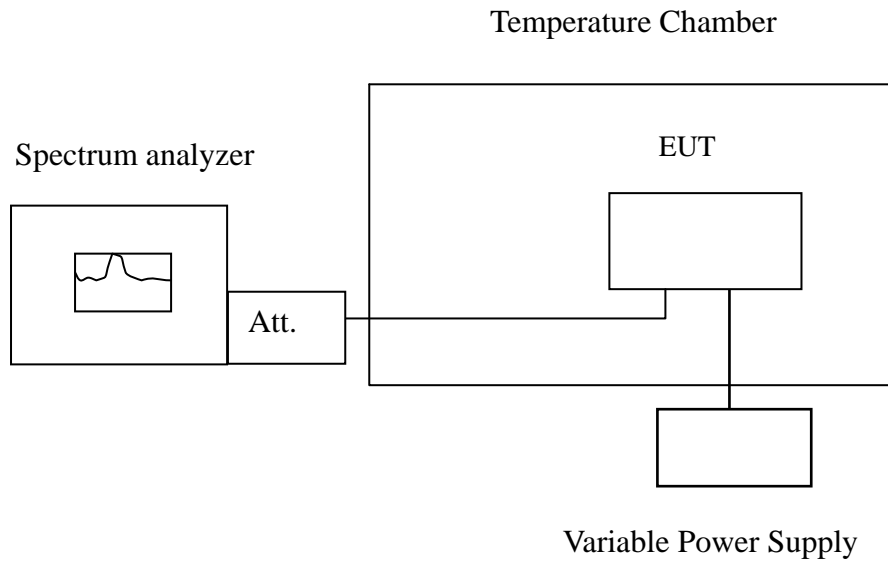 Temperature Chamber
Spectrum analyzer
EUT
Att.
Variable Power Supply